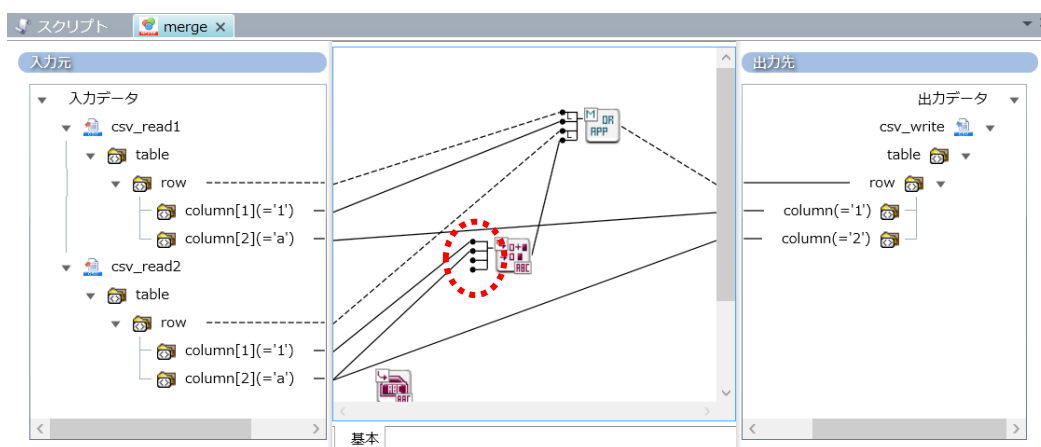 スクリプト merge ×
入力元
入力データ
csv_read1
table
row
column[1](='1')
column[2](='a')
csv_read2
table
row
column[1](='1')
column[2](='a')
M OR
APP
ABC
ABC
基本
出力先
出力データ
csv_write
table
row
column(='1')
column(='2')